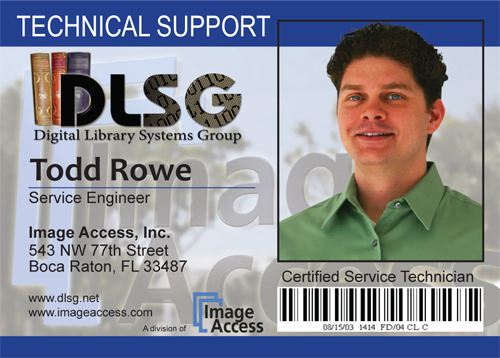 TECHNICAL SUPPORT
DLSG
Digital Library Systems Group
Todd Rowe
Service Engineer
Image Access, Inc.
543 NW 77th Street
Boca Raton, FL 33487
www.dlsg.net
www.imageaccess.com
A division of
Image
Access
Certified Service Technician
08/15/03 1414 FD/04 CL C
Imag
Access